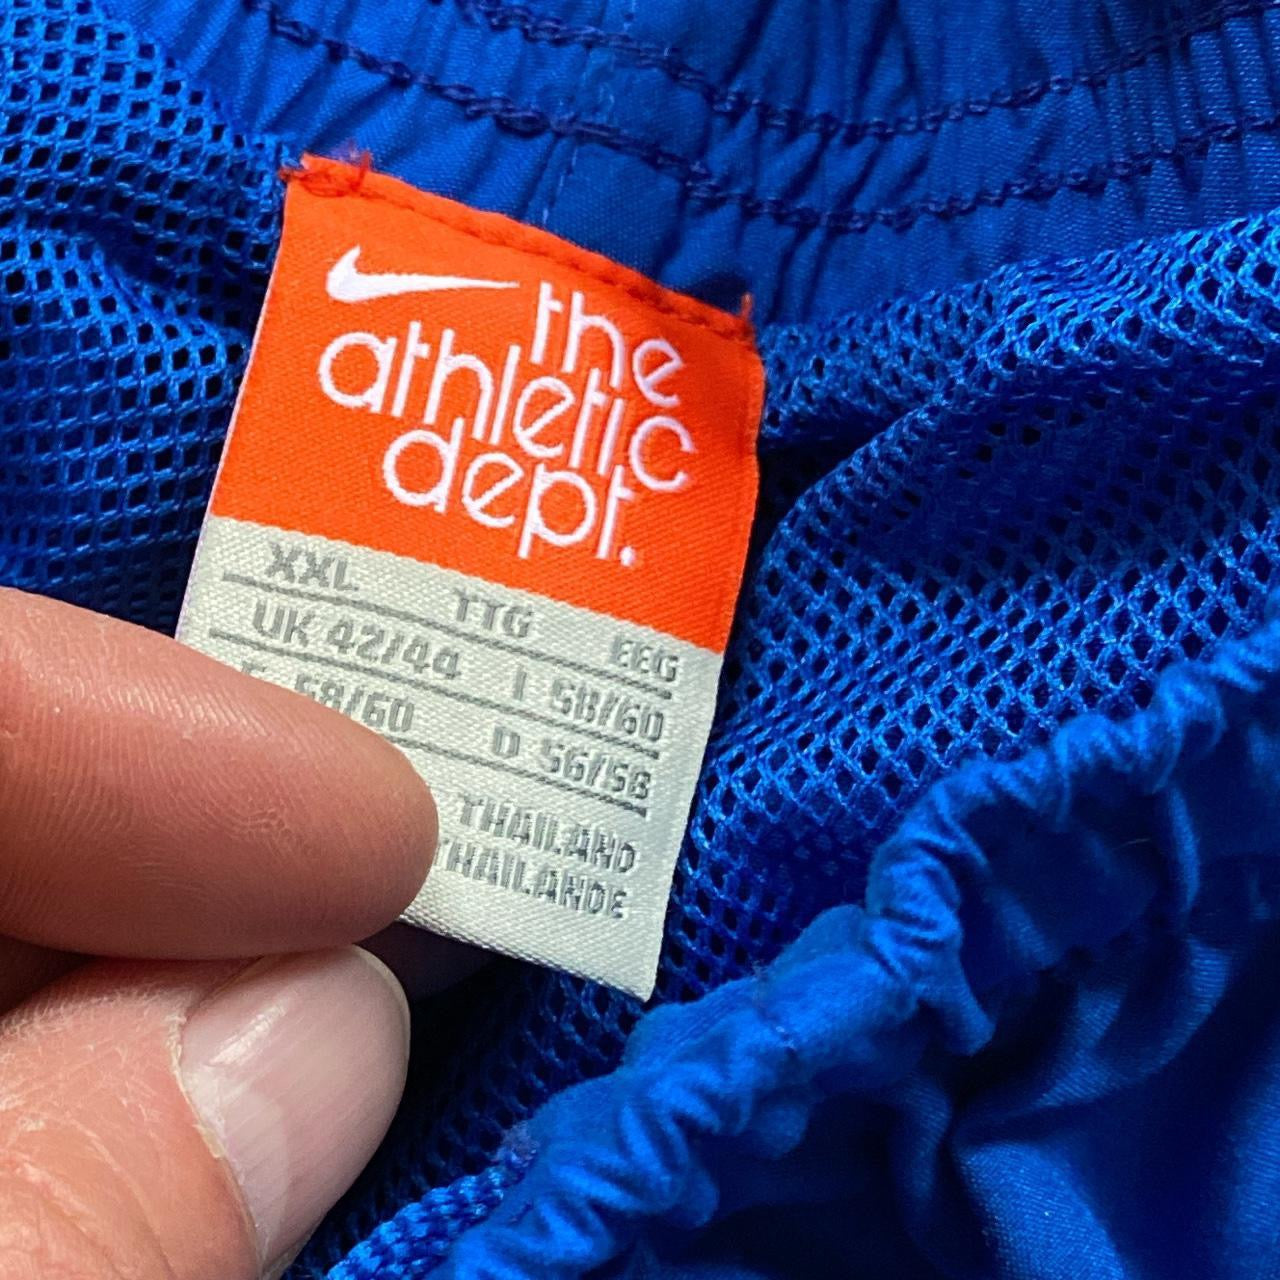 the
athletic
dept.
XXL TTG EEG
UK 42/44 I 58/60
58/60 D 56/58
THAILAND
THAILANDE